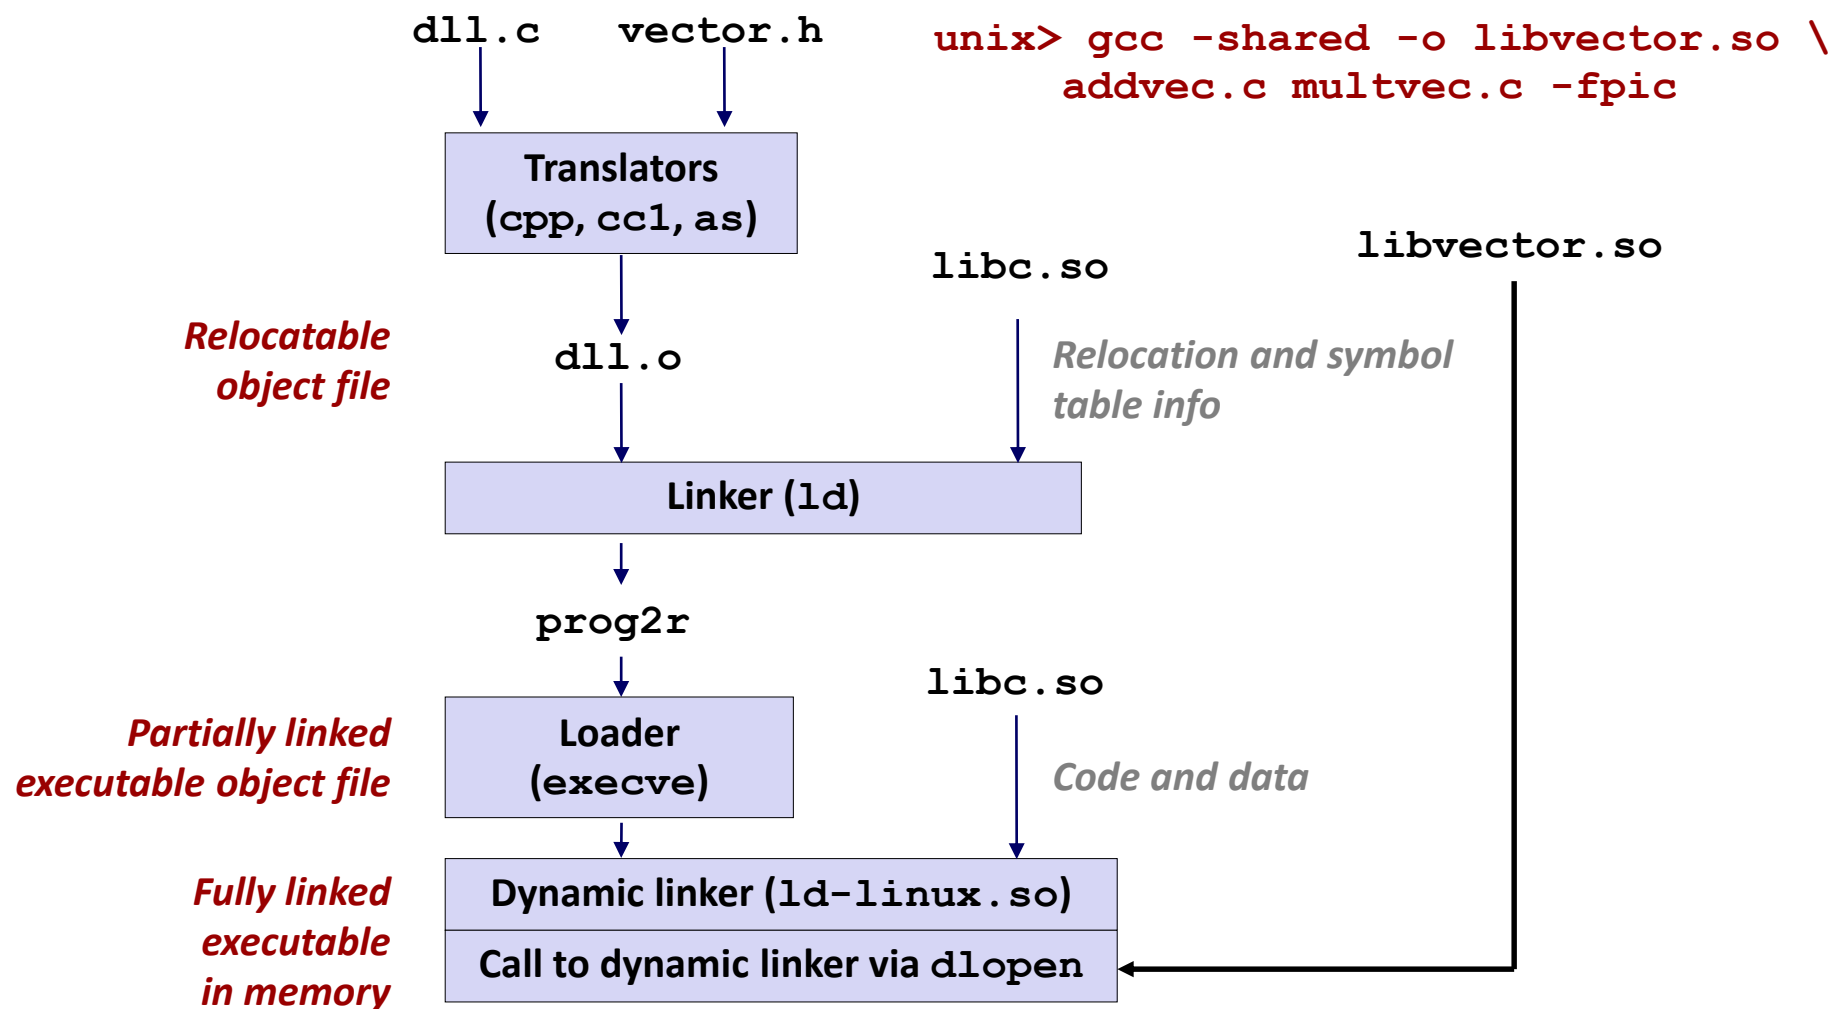 dll.c vector.h
unix> gcc -shared -o libvector.so \
addvec.c multvec.c -fpic
Translators
(cpp, cc1, as)
libc.so
libvector.so
Relocatable
object file
dll.o
Relocation and symbol
table info
Linker (ld)
prog2r
libc.so
Partially linked
executable object file
Loader
(execve)
Code and data
Fully linked
executable
in memory
Dynamic linker (ld-linux.so)
Call to dynamic linker via dlopen